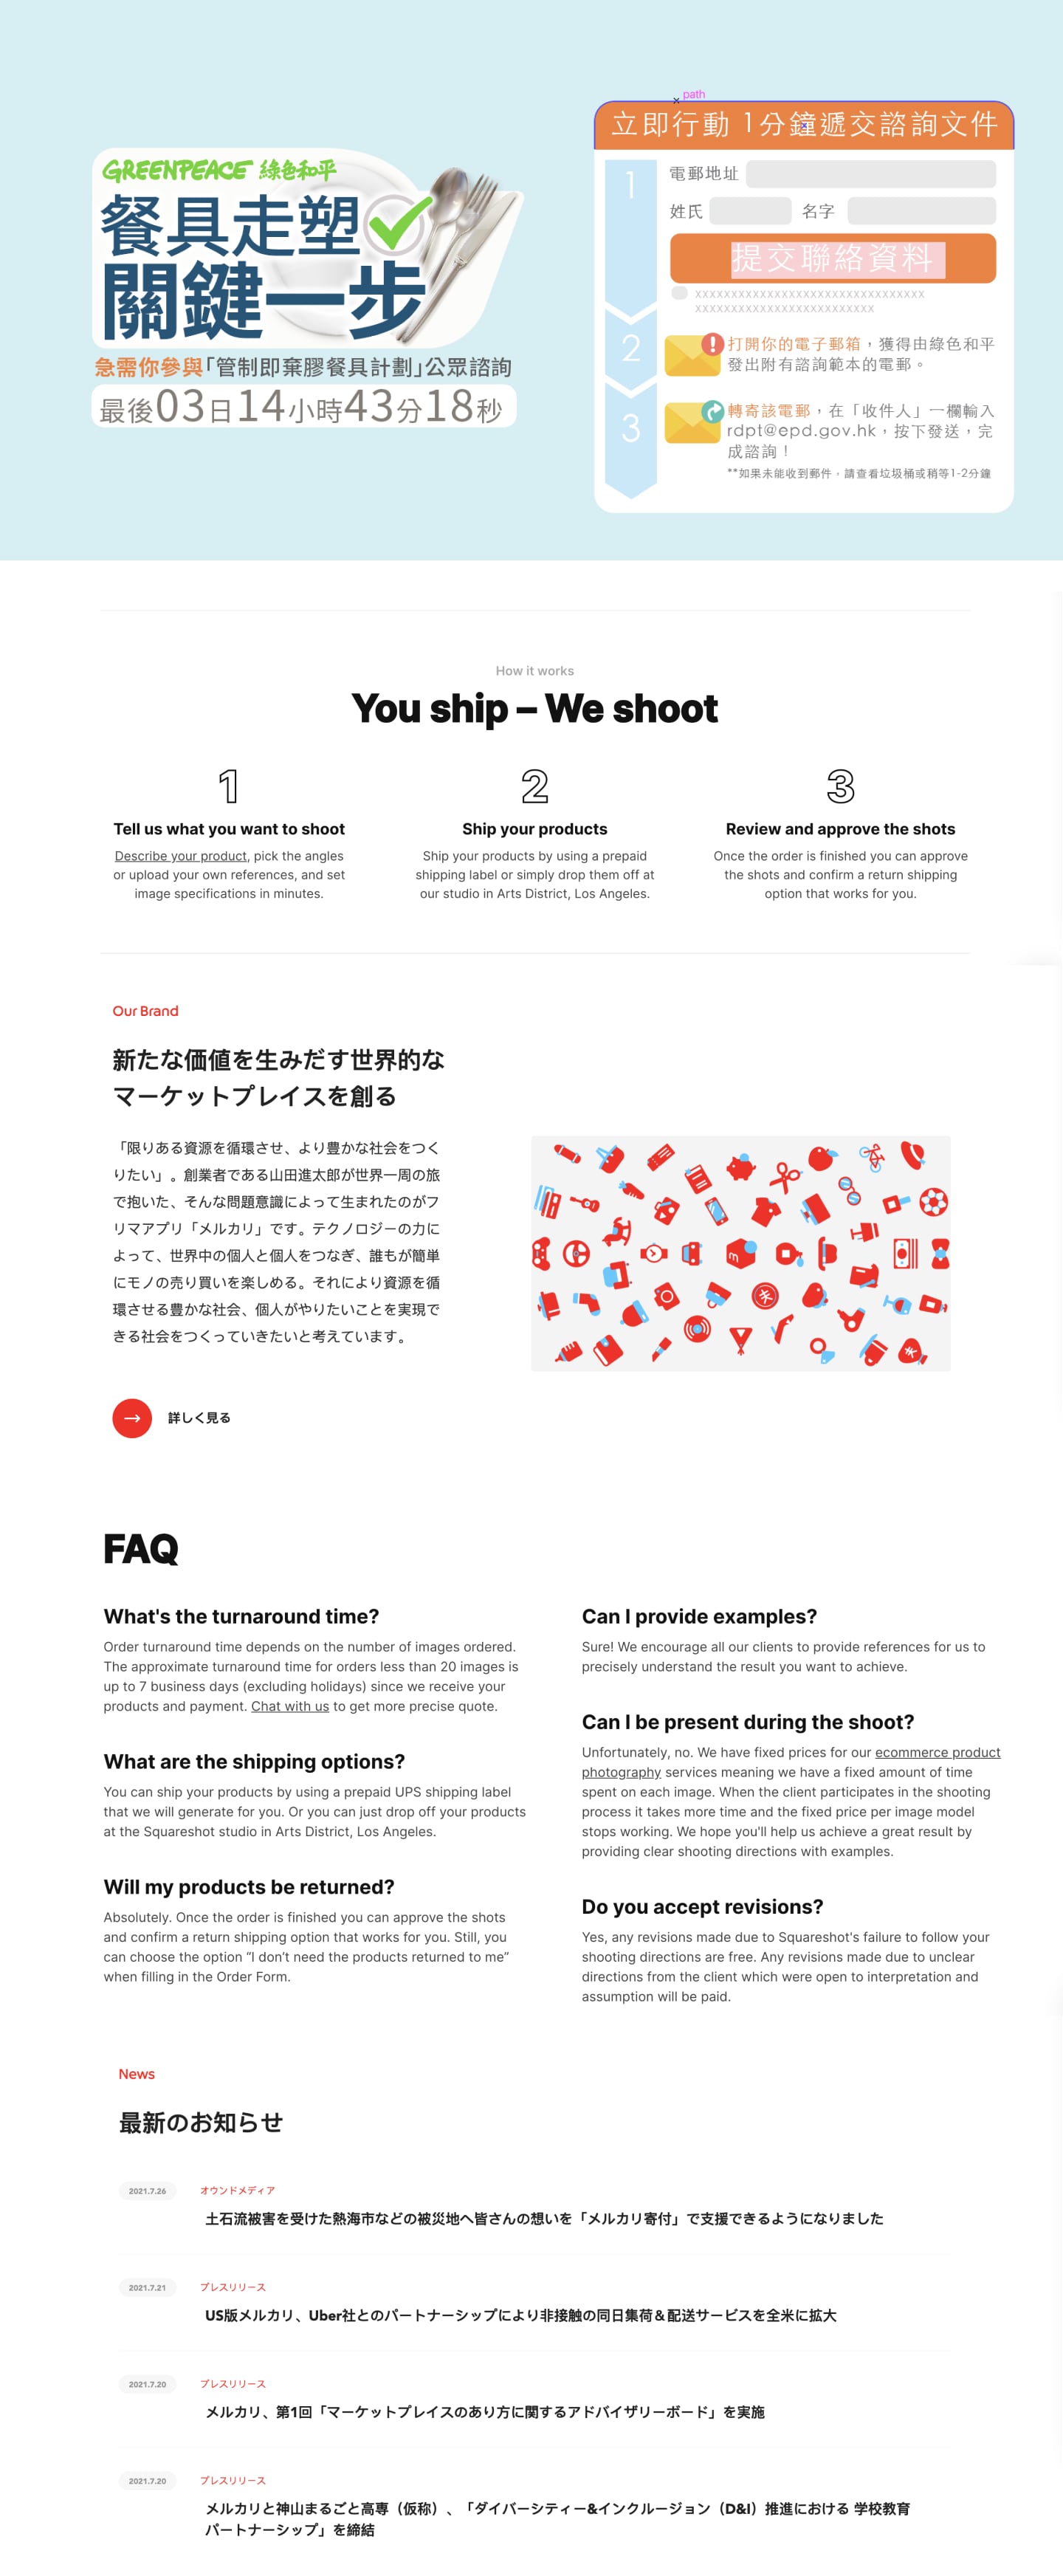 path
GREENPEACE 綠色和平
餐具走塑
關鍵一步
急需你參與「管制即棄膠餐具計劃」公眾諮詢
最後03日14小時43分18秒
立即行動 1分鐘遞交諮詢文件
1
電郵地址
姓氏 名字
提交聯絡資料
xxxxxxxxxxxxxxxxxxxxxxxxxxxxxxxx
xxxxxxxxxxxxxxxxxxxxxxxxx
2
打開你的電子郵箱，獲得由綠色和平
發出附有諮詢範本的電郵。
3
轉寄該電郵，在「收件人」一欄輸入
rdpt@epd.gov.hk，按下發送，完
成諮詢！
**如果未能收到郵件，請查看垃圾桶或稍等1-2分鐘
How it works
You ship – We shoot
1
Tell us what you want to shoot
Describe your product, pick the angles
or upload your own references, and set
image specifications in minutes.
2
Ship your products
Ship your products by using a prepaid
shipping label or simply drop them off at
our studio in Arts District, Los Angeles.
3
Review and approve the shots
Once the order is finished you can approve
the shots and confirm a return shipping
option that works for you.
Our Brand
新たな価値を生みだす世界的な
マーケットプレイスを創る
「限りある資源を循環させ、より豊かな社会をつく
りたい」。創業者である山田進太郎が世界一周の旅
で抱いた、そんな問題意識によって生まれたのがフ
リマアプリ「メルカリ」です。テクノロジーの力に
よって、世界中の個人と個人をつなぎ、誰もが簡単
にモノの売り買いを楽しめる。それにより資源を循
環させる豊かな社会、個人がやりたいことを実現で
きる社会をつくっていきたいと考えています。
詳しく見る
FAQ
What's the turnaround time?
Order turnaround time depends on the number of images ordered.
The approximate turnaround time for orders less than 20 images is
up to 7 business days (excluding holidays) since we receive your
products and payment. Chat with us to get more precise quote.
What are the shipping options?
You can ship your products by using a prepaid UPS shipping label
that we will generate for you. Or you can just drop off your products
at the Squareshot studio in Arts District, Los Angeles.
Will my products be returned?
Absolutely. Once the order is finished you can approve the shots
and confirm a return shipping option that works for you. Still, you
can choose the option “I don’t need the products returned to me”
when filling in the Order Form.
Can I provide examples?
Sure! We encourage all our clients to provide references for us to
precisely understand the result you want to achieve.
Can I be present during the shoot?
Unfortunately, no. We have fixed prices for our ecommerce product
photography services meaning we have a fixed amount of time
spent on each image. When the client participates in the shooting
process it takes more time and the fixed price per image model
stops working. We hope you'll help us achieve a great result by
providing clear shooting directions with examples.
Do you accept revisions?
Yes, any revisions made due to Squareshot's failure to follow your
shooting directions are free. Any revisions made due to unclear
directions from the client which were open to interpretation and
assumption will be paid.
News
最新のお知らせ
2021.7.26 オウンドメディア
土石流被害を受けた熱海市などの被災地へ皆さんの想いを「メルカリ寄付」で支援できるようになりました
2021.7.21 プレスリリース
US版メルカリ、Uber社とのパートナーシップにより非接触の同日集荷＆配送サービスを全米に拡大
2021.7.20 プレスリリース
メルカリ、第1回「マーケットプレイスのあり方に関するアドバイザリーボード」を実施
2021.7.20 プレスリリース
メルカリと神山まるごと高専（仮称）、「ダイバーシティー&インクルージョン（D&I）推進における 学校教育
パートナーシップ」を締結